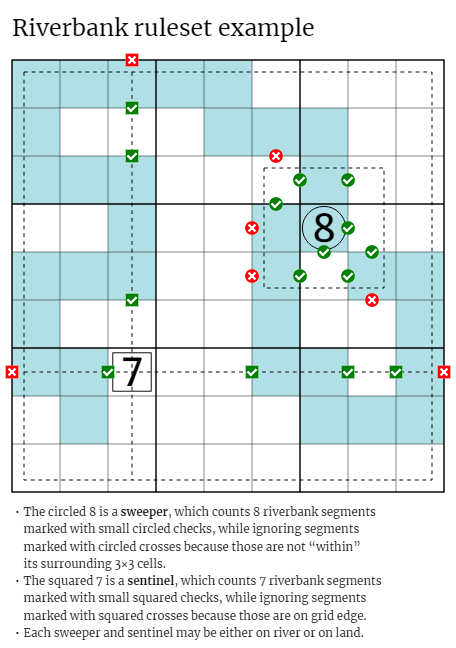 Riverbank ruleset example
8
7
· The circled 8 is a sweeper, which counts 8 riverbank segments
marked with small circled checks, while ignoring segments
marked with circled crosses because those are not “within”
its surrounding 3×3 cells.
· The squared 7 is a sentinel, which counts 7 riverbank segments
marked with small squared checks, while ignoring segments
marked with squared crosses because those are on grid edge.
· Each sweeper and sentinel may be either on river or on land.